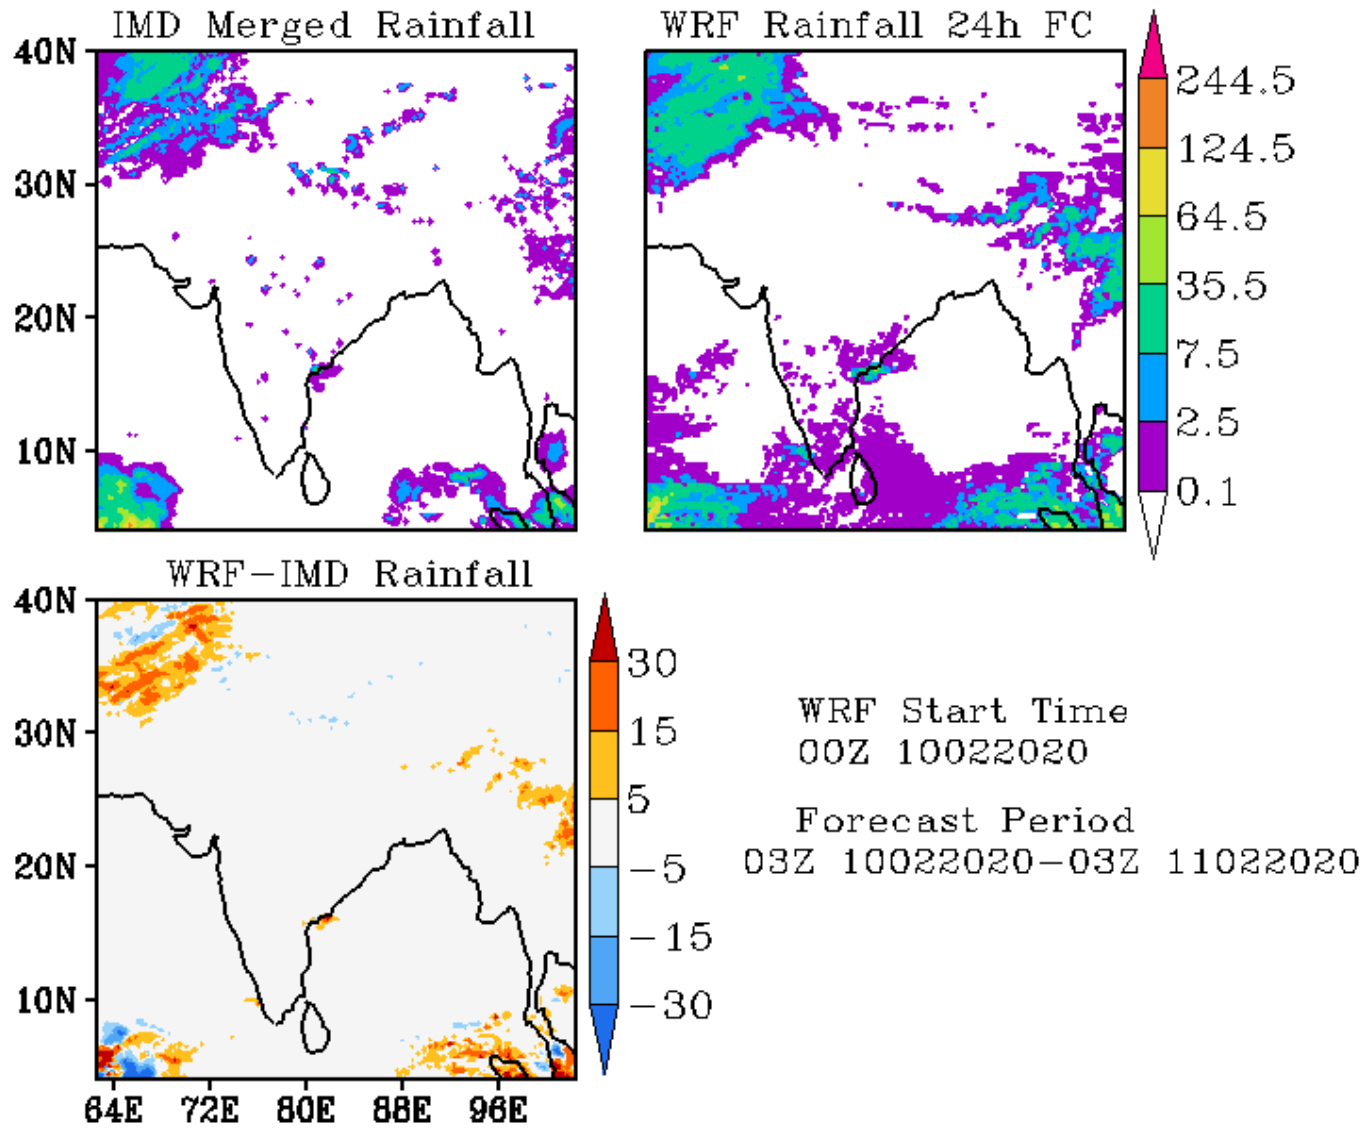 IMD Merged Rainfall
WRF Rainfall 24h FC
40N
30N
20N
10N
244.5
124.5
64.5
35.5
7.5
2.5
0.1
WRF-IMD Rainfall
40N
30N
20N
10N
64E 72E 80E 88E 96E
30
15
5
-5
-15
-30
WRF Start Time
00Z 10022020
Forecast Period
03Z 10022020-03Z 11022020